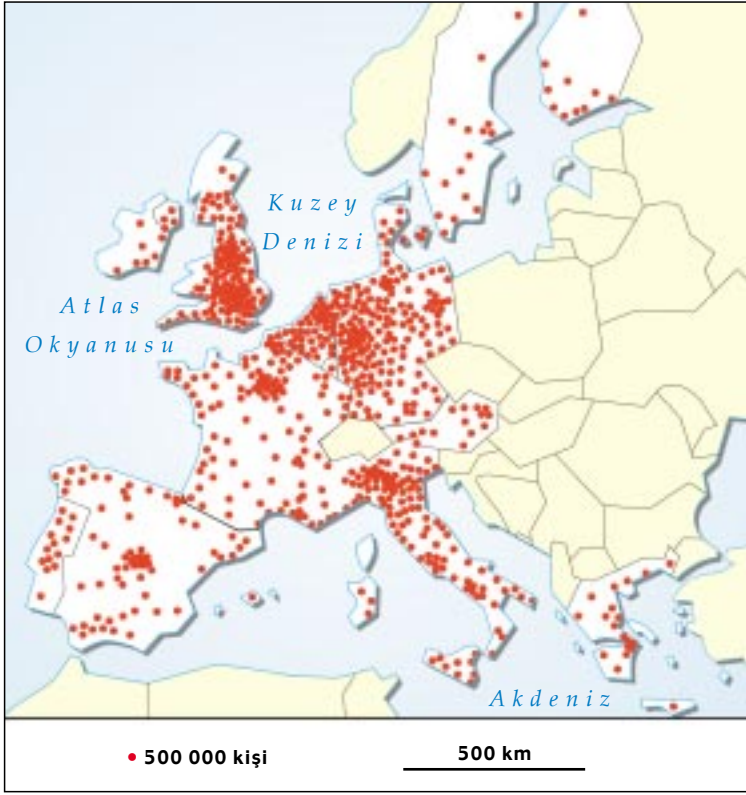 Kuzey
Denizi
Atlas
Okyanusu
Akdeniz
500 000 kişi
500 km